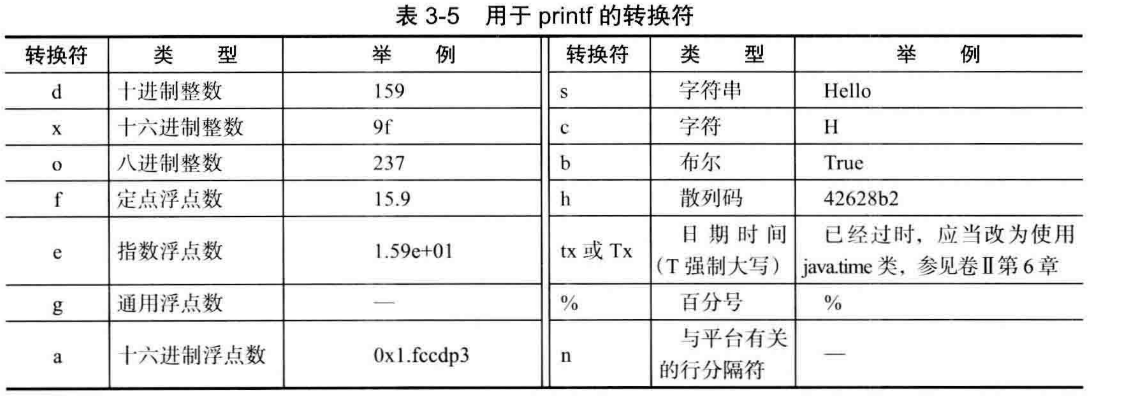 表 3-5 用于 printf 的转换符
转换符 类 型 举 例 转换符 类 型 举 例
d 十进制整数 159 s 字符串 Hello
x 十六进制整数 9f c 字符 H
o 八进制整数 237 b 布尔 True
f 定点浮点数 15.9 h 散列码 42628b2
e 指数浮点数 1.59e+01 tx 或 Tx 日期时间 已经过时，应当改为使用
（T 强制大写） java.time 类，参见卷Ⅱ第 6 章
g 通用浮点数 — % 百分号 %
a 十六进制浮点数 0x1.fccdp3 n 与平台有关 —
的行分隔符